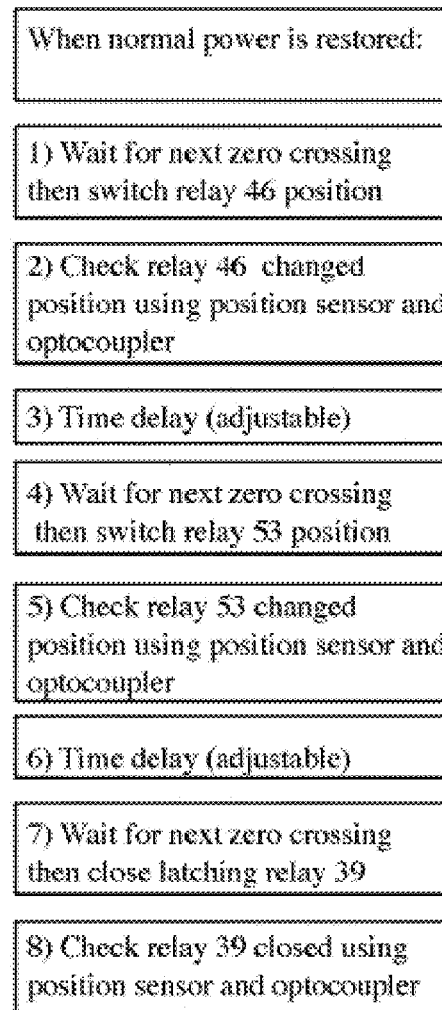 When normal power is restored:
1) Wait for next zero crossing
then switch relay 46 position
2) Check relay 46 changed
position using position sensor and
optocoupler
3) Time delay (adjustable)
4) Wait for next zero crossing
then switch relay 53 position
5) Check relay 53 changed
position using position sensor and
optocoupler
6) Time delay (adjustable)
7) Wait for next zero crossing
then close latching relay 39
8) Check relay 39 closed using
position sensor and optocoupler